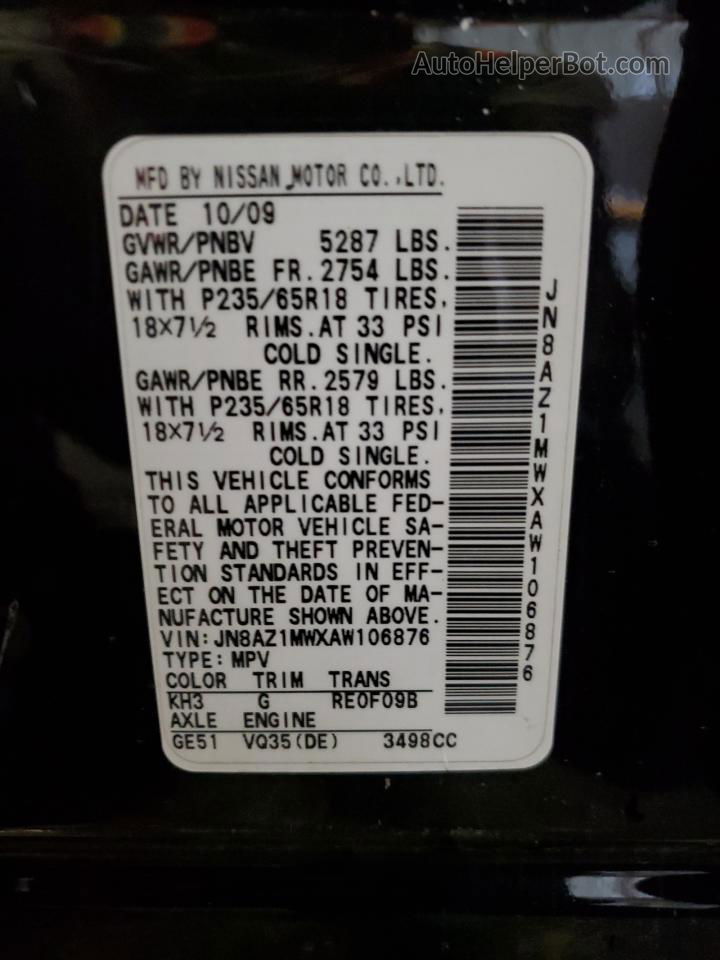 AutoHelperBot.com
MFD BY NISSAN MOTOR CO.,LTD.
DATE 10/09
GVWR/PNBV 5287 LBS.
GAWR/PNBE FR. 2754 LBS.
WITH P235/65R18 TIRES,
18×7½ RIMS.AT 33 PSI
COLD SINGLE.
GAWR/PNBE RR. 2579 LBS.
WITH P235/65R18 TIRES,
18×7½ RIMS.AT 33 PSI
COLD SINGLE.
THIS VEHICLE CONFORMS
TO ALL APPLICABLE FED-
ERAL MOTOR VEHICLE SA-
FETY AND THEFT PREVEN-
TION STANDARDS IN EFF-
ECT ON THE DATE OF MA-
NUFACTURE SHOWN ABOVE.
VIN:JN8AZ1MWXAW106876
TYPE:MPV
COLOR TRIM TRANS
KH3 G RE0F09B
AXLE ENGINE
GE51 VQ35(DE) 3498CC
JN8AZ1MWXAW106876